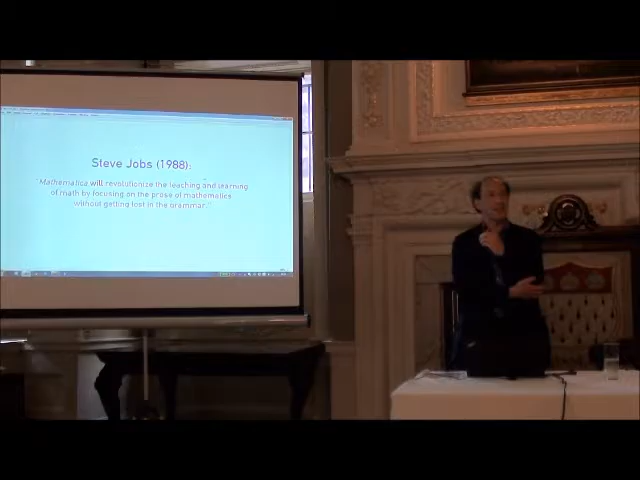 Steve Jobs (1988):
"Mathematica will revolutionize the teaching and learning
of math by focusing on the prose of mathematics
without getting lost in the grammar."